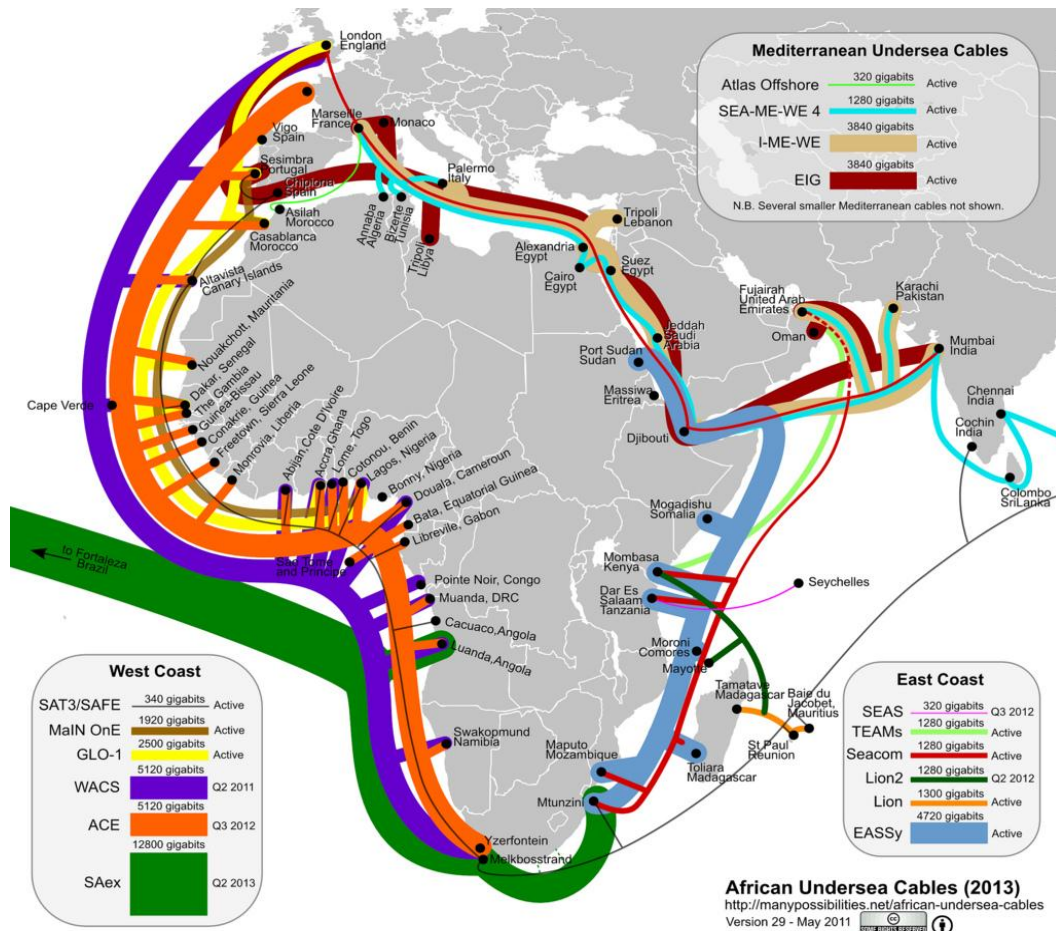 London
England
Vigo
Spain
Sesimbra
Portugal
Chipiona
Spain
Asilah
Morocco
Casablanca
Morocco
Altavista
Canary Islands
Marseille
France
Monaco
Palermo
Italy
Annaba
Algeria
Bizerte
Tunisia
Tripoli
Libya
Alexandria
Egypt
Cairo
Egypt
Suez
Egypt
Tripoli
Lebanon
Jeddah
Saudi
Arabia
Port Sudan
Sudan
Massiwa
Eritrea
Djibouti
Fujairah
United Arab
Emirates
Oman
Karachi
Pakistan
Mumbai
India
Chennai
India
Cochin
India
Colombo
SriLanka
Mediterranean Undersea Cables
Atlas Offshore 320 gigabits Active
SEA-ME-WE 4 1280 gigabits Active
I-ME-WE 3840 gigabits Active
EIG 3840 gigabits Active
N.B. Several smaller Mediterranean cables not shown.
Nouakchott, Mauritania
Dakar, Senegal
The Gambia
Guinea-Bissau
Conakrie, Guinea
Freetown, Sierra Leone
Monrovia, Liberia
Cape Verde
Abijan,Cote D'Ivoire
Accra,Ghana
Lome,Togo
Cotonou, Benin
Lagos, Nigeria
Bonny, Nigeria
Douala, Cameroun
Bata, Equatorial Guinea
Libreville, Gabon
Sao Tome
and Principe
Pointe Noir, Congo
Muanda, DRC
Cacuaco,Angola
Luanda,Angola
Swakopmund
Namibia
Yzerfontein
Melkbosstrand
to Fortaleza
Brazil
Mogadishu
Somalia
Mombasa
Kenya
Dar Es
Salaam
Tanzania
Seychelles
Moroni
Comores
Mayotte
Tamatave
Madagascar
Baie du
Jacobet,
Mauritius
St Paul
Reunion
Toliara
Madagascar
Maputo
Mozambique
Mtunzini
West Coast
SAT3/SAFE 340 gigabits Active
MaIN OnE 1920 gigabits Active
GLO-1 2500 gigabits Active
WACS 5120 gigabits Q2 2011
ACE 5120 gigabits Q3 2012
SAex 12800 gigabits Q2 2013
East Coast
SEAS 320 gigabits Q3 2012
TEAMs 1280 gigabits Active
Seacom 1280 gigabits Active
Lion2 1280 gigabits Q2 2012
Lion 1300 gigabits Active
EASSy 4720 gigabits Active
African Undersea Cables (2013)
http://manypossibilities.net/african-undersea-cables
Version 29 - May 2011
cc
SOME RIGHTS RESERVED